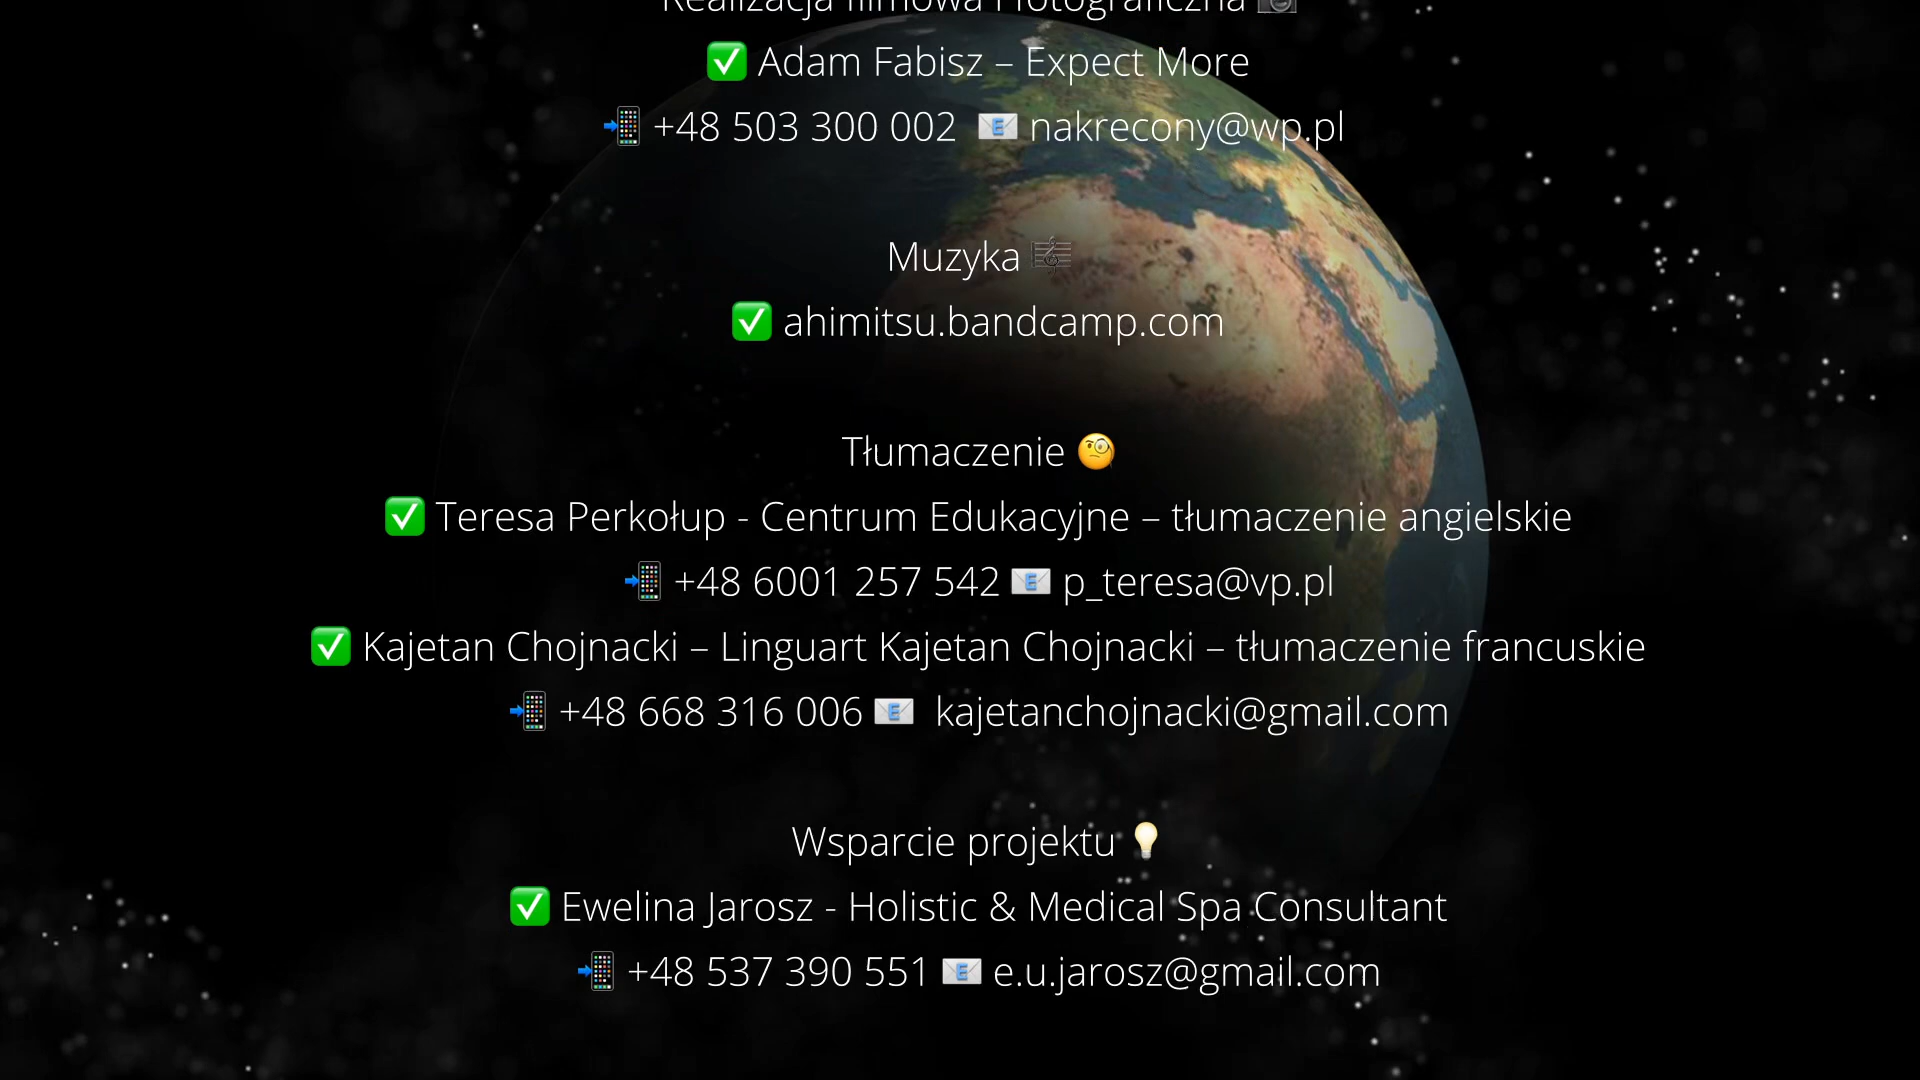 Realizacja filmowa i fotograficzna 📷
✅ Adam Fabisz – Expect More
📲 +48 503 300 002 📧 nakrecony@wp.pl
Muzyka 🎼
✅ ahimitsu.bandcamp.com
Tłumaczenie 🧐
✅ Teresa Perkołup - Centrum Edukacyjne – tłumaczenie angielskie
📲 +48 6001 257 542 📧 p_teresa@vp.pl
✅ Kajetan Chojnacki – Linguart Kajetan Chojnacki – tłumaczenie francuskie
📲 +48 668 316 006 📧 kajetanchojnacki@gmail.com
Wsparcie projektu 💡
✅ Ewelina Jarosz - Holistic & Medical Spa Consultant
📲 +48 537 390 551 📧 e.u.jarosz@gmail.com